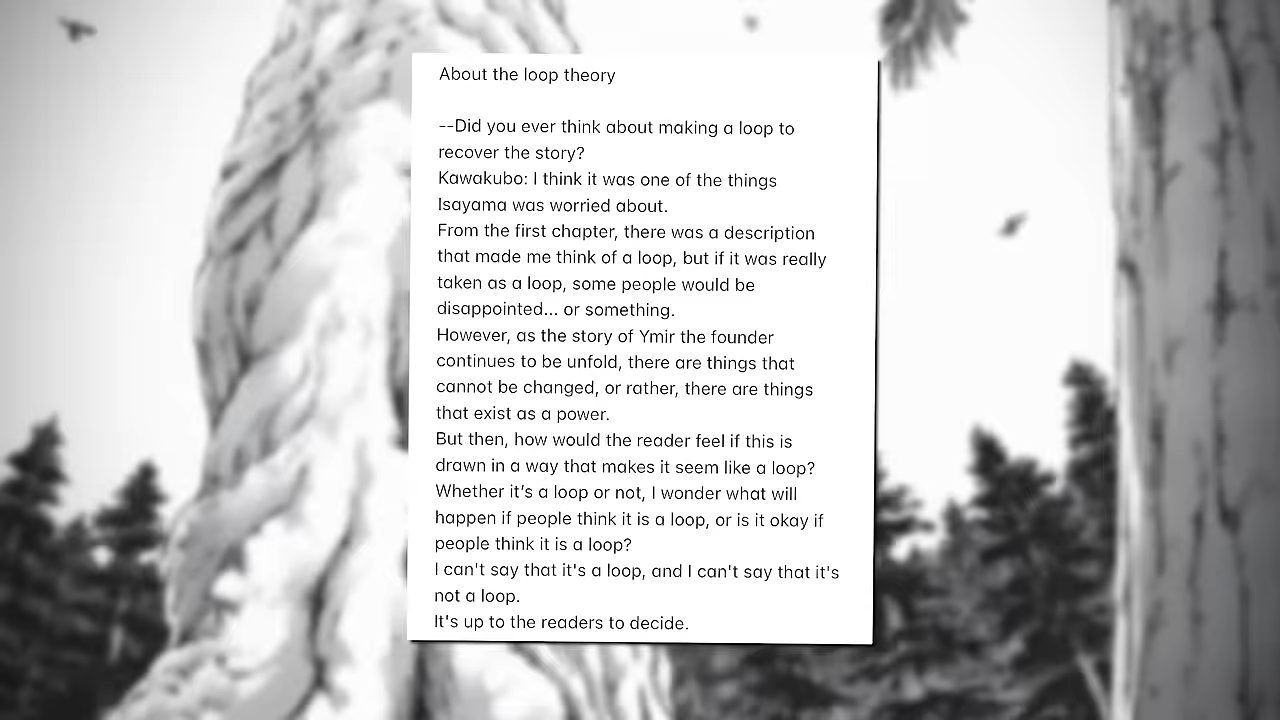 About the loop theory
--Did you ever think about making a loop to
recover the story?
Kawakubo: I think it was one of the things
Isayama was worried about.
From the first chapter, there was a description
that made me think of a loop, but if it was really
taken as a loop, some people would be
disappointed... or something.
However, as the story of Ymir the founder
continues to be unfold, there are things that
cannot be changed, or rather, there are things
that exist as a power.
But then, how would the reader feel if this is
drawn in a way that makes it seem like a loop?
Whether it's a loop or not, I wonder what will
happen if people think it is a loop, or is it okay if
people think it is a loop?
I can't say that it's a loop, and I can't say that it's
not a loop.
It's up to the readers to decide.